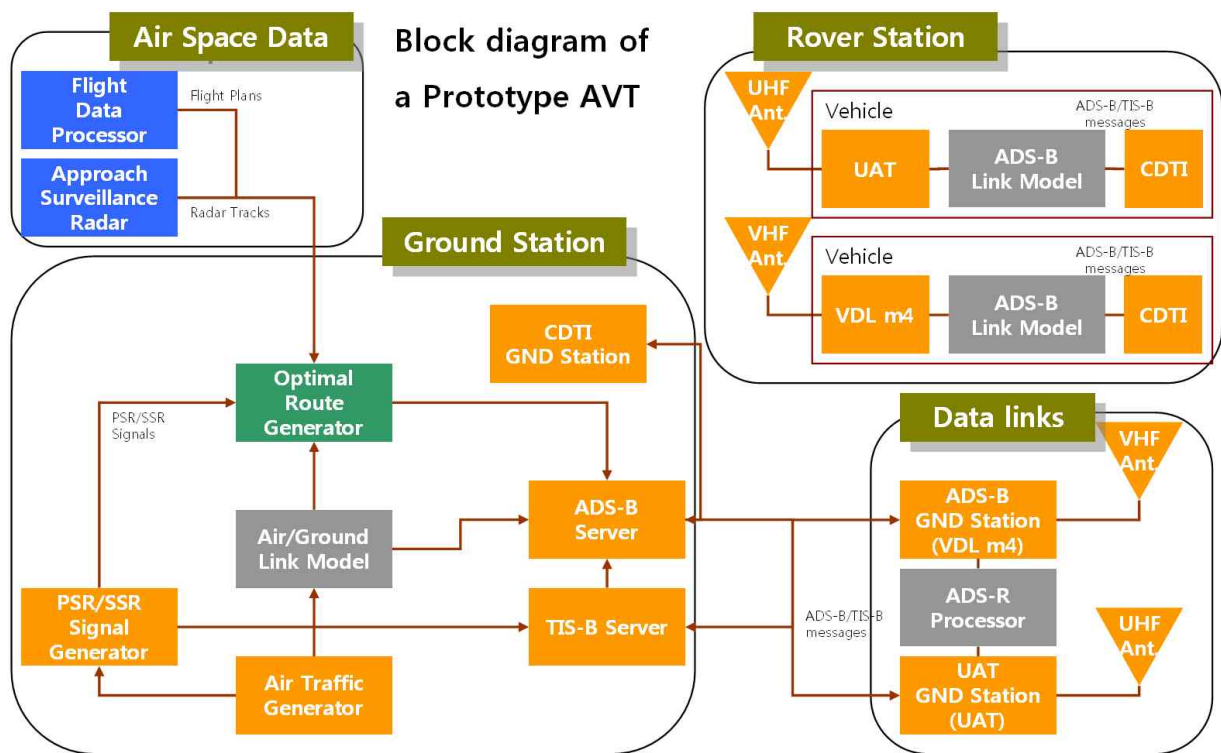 Air Space Data
Block diagram of
a Prototype AVT
Flight
Data
Processor
Flight Plans
Approach
Surveillance
Radar
Radar Tracks
Rover Station
UHF
Ant.
Vehicle
ADS-B/TIS-B
messages
UAT
ADS-B
Link Model
CDTI
VHF
Ant.
Vehicle
ADS-B/TIS-B
messages
VDL m4
ADS-B
Link Model
CDTI
Ground Station
CDTI
GND Station
Optimal
Route
Generator
PSR/SSR
Signals
ADS-B
Server
Air/Ground
Link Model
PSR/SSR
Signal
Generator
TIS-B Server
Air Traffic
Generator
ADS-B/TIS-B
messages
Data links
VHF
Ant.
ADS-B
GND Station
(VDL m4)
ADS-R
Processor
UHF
Ant.
UAT
GND Station
(UAT)